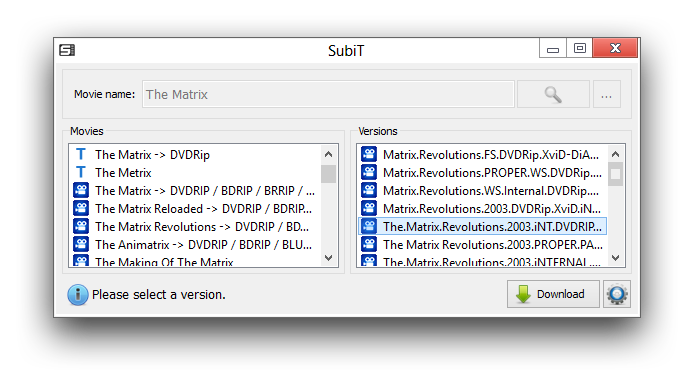 SubiT
Movie name: The Matrix ...
Movies
The Matrix -> DVDRip
The Metrix
The Matrix -> DVDRIP / BDRIP / BRRIP / ...
The Matrix Reloaded -> DVDRIP / BDRIP...
The Matrix Revolutions -> DVDRIP / BD...
The Animatrix -> DVDRIP / BDRIP / BLU...
The Making Of The Matrix
Versions
Matrix.Revolutions.FS.DVDRip.XviD-DiA...
Matrix.Revolutions.PROPER.WS.DVDRip....
Matrix.Revolutions.WS.Internal.DVDRip....
Matrix.Revolutions.2003.DVDRip.XviD.iN...
The.Matrix.Revolutions.2003.iNT.DVDRIP...
The Matrix Revolutions.2003.PROPER.PA...
The.Matrix.Revolutions.2003.iNTERNAL....
Please select a version.
Download